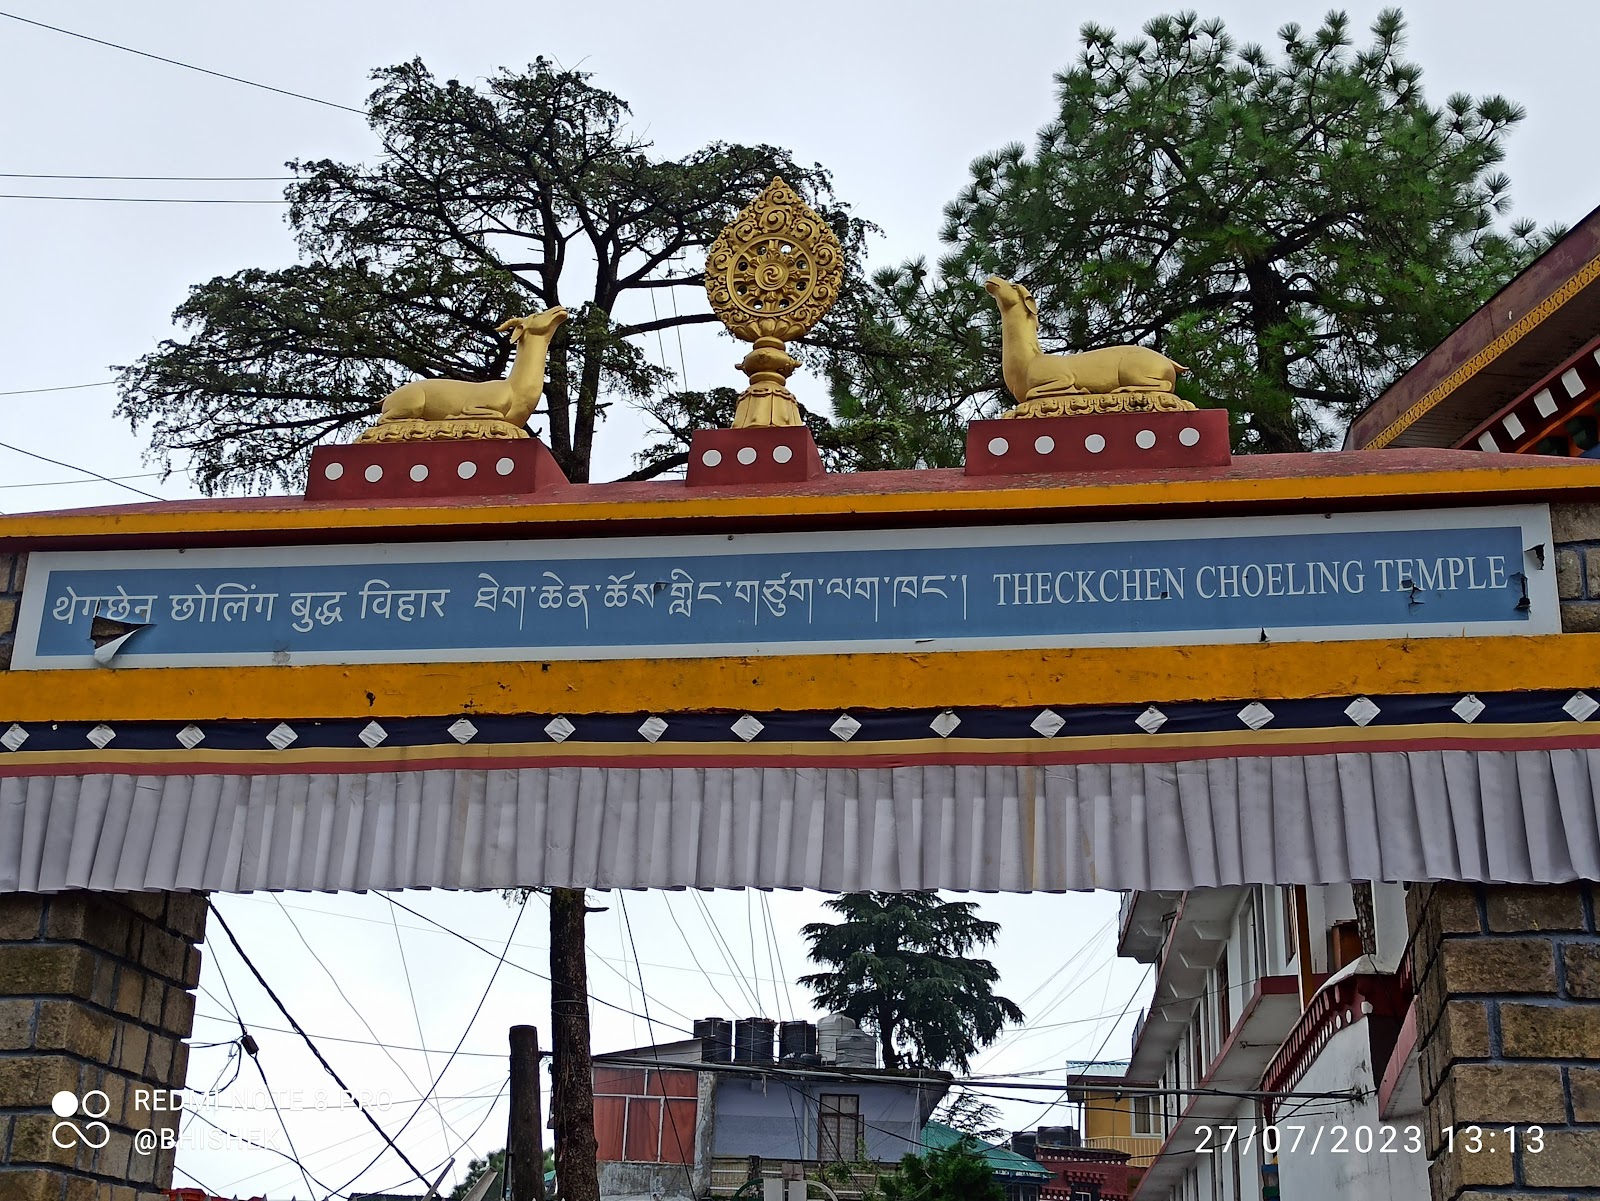 थेगछेन छोलिंग बुद्ध विहार ཐེག་ཆེན་ཆོས་གླིང་གཙུག་ལག་ཁང་། THECKCHEN CHOELING TEMPLE
REDMI NOTE 8 PRO
@BHISHEK
27/07/2023 13:13